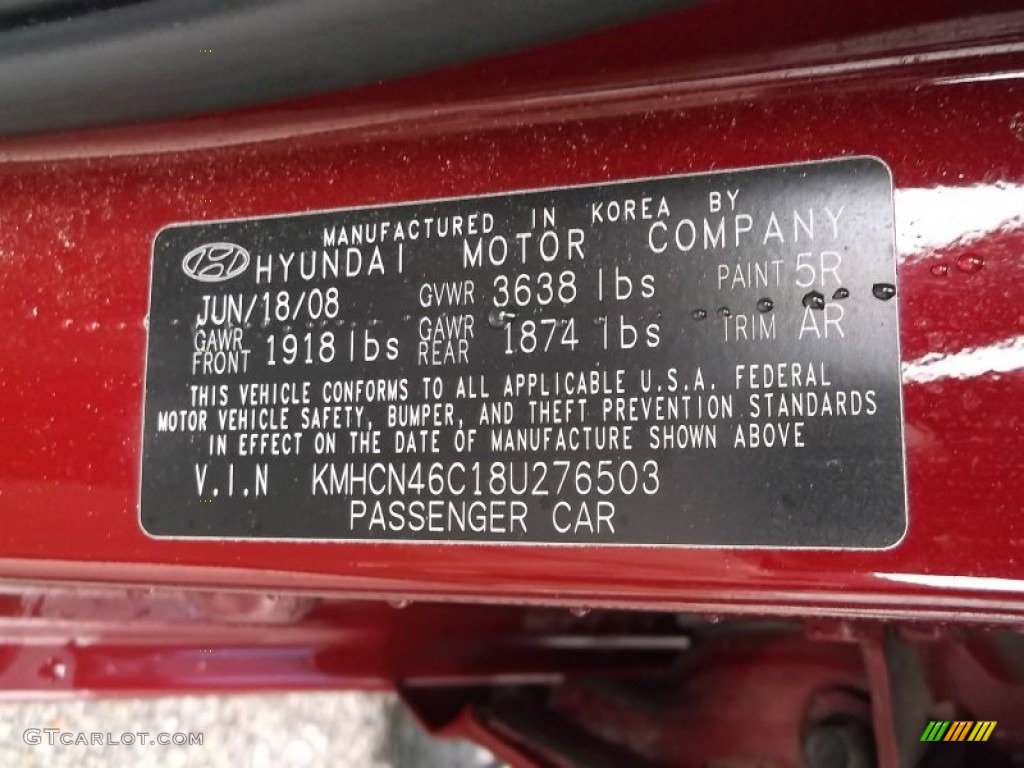 MANUFACTURED IN KOREA BY
HYUNDAI MOTOR COMPANY
JUN/18/08 GVWR 3638 lbs PAINT 5R
GAWR FRONT 1918 lbs GAWR REAR 1874 lbs TRIM AR
THIS VEHICLE CONFORMS TO ALL APPLICABLE U.S.A. FEDERAL
MOTOR VEHICLE SAFETY, BUMPER, AND THEFT PREVENTION STANDARDS
IN EFFECT ON THE DATE OF MANUFACTURE SHOWN ABOVE
V.I.N KMHCN46C18U276503
PASSENGER CAR
© GTCarlot.com